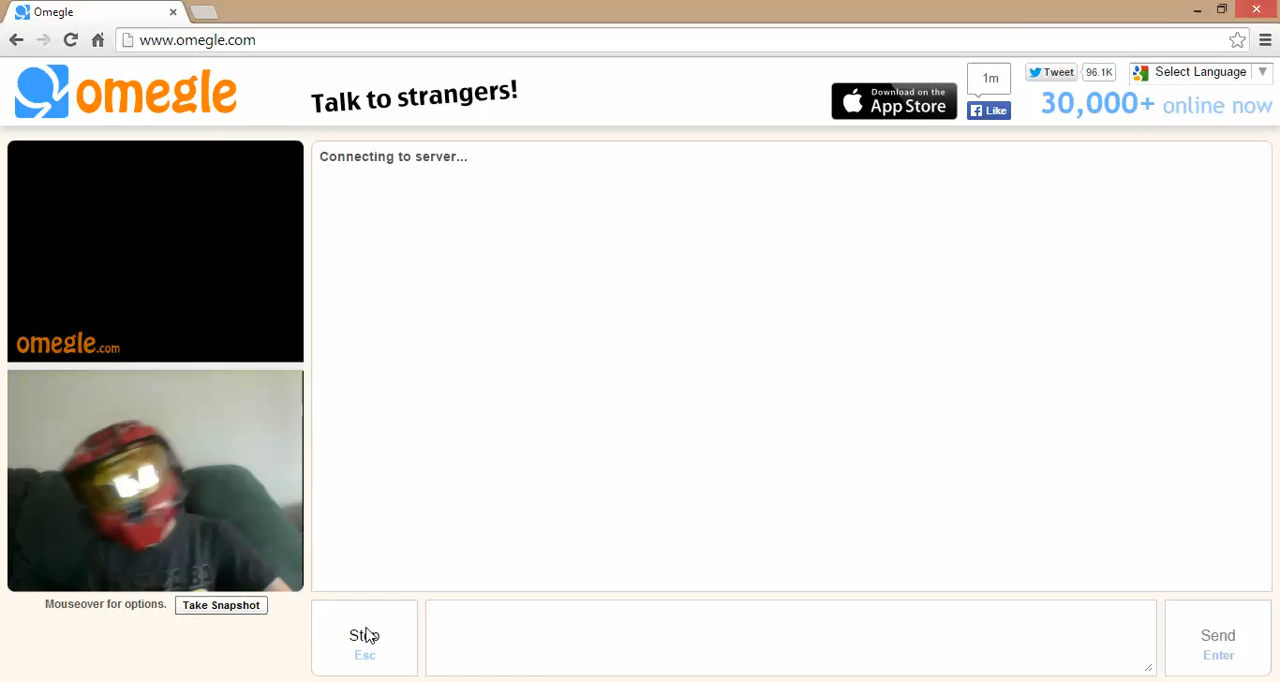 Omegle
www.omegle.com
omegle
Talk to strangers!
Download on the
App Store
1m
Like
Tweet
96.1K
Select Language
30,000+ online now
omegle.com
Connecting to server...
Mouseover for options.
Take Snapshot
Stop
Esc
Send
Enter